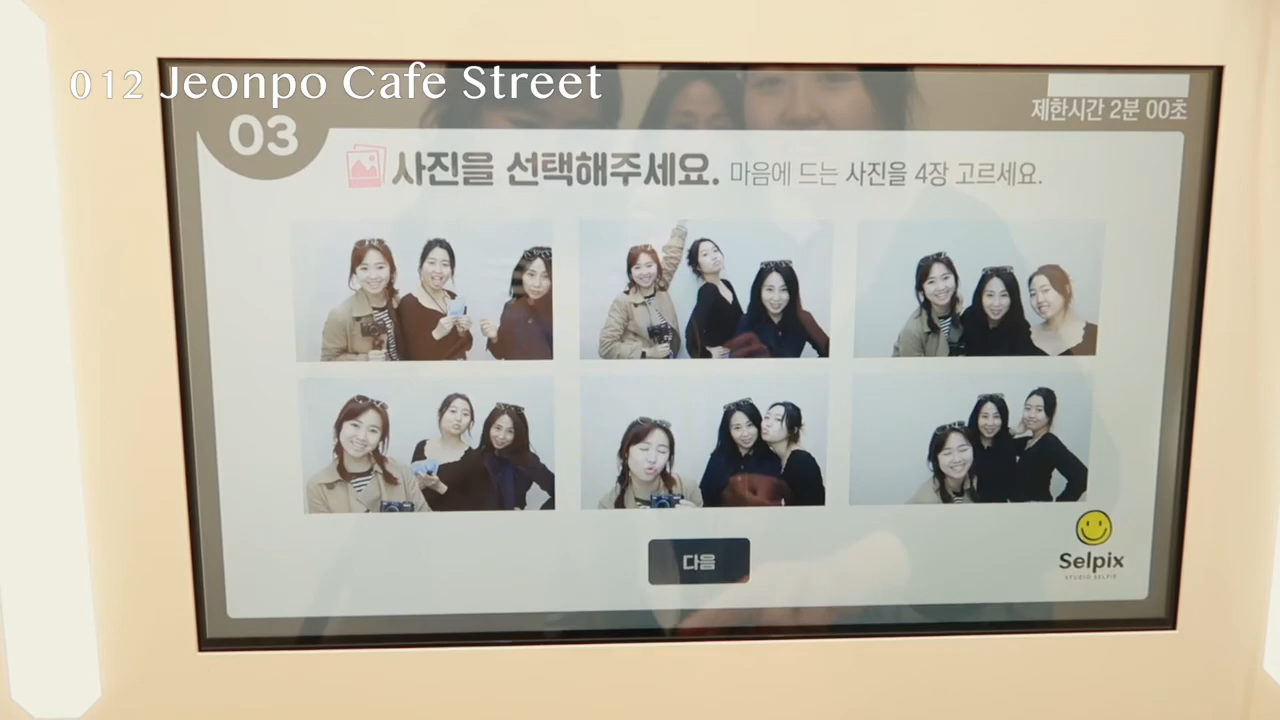 012 Jeonpo Cafe Street
제한시간 2분 00초
03
사진을 선택해주세요. 마음에 드는 사진을 4장 고르세요.
다음
Selpix
STUDIO SELFIE